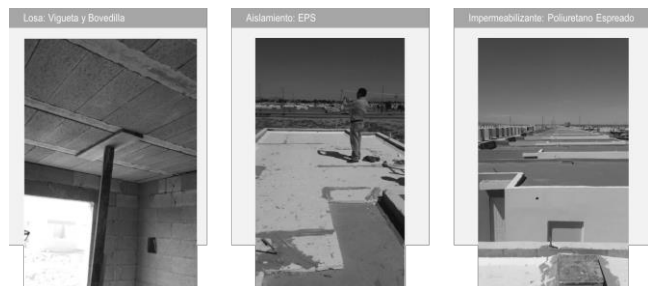 Losa: Vigueta y Bovedilla
Aislamiento: EPS
Impermeabilizante: Poliuretano Espreado